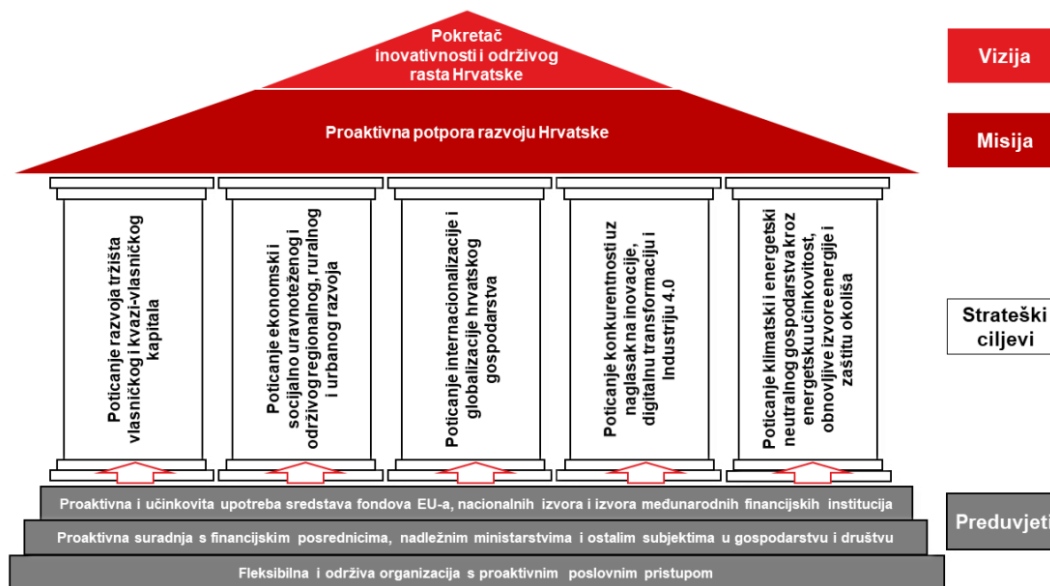 Pokretač
inovativnosti i održivog
rasta Hrvatske
Vizija
Proaktivna potpora razvoju Hrvatske
Misija
Poticanje razvoja tržišta
vlasničkog i kvazi-vlasničkog
kapitala
Poticanje ekonomski i
socijalno uravnoteženog i
održivog regionalnog, ruralnog
i urbanog razvoja
Poticanje internacionalizacije i
globalizacije hrvatskog
gospodarstva
Poticanje konkurentnosti uz
naglasak na inovacije,
digitalnu transformaciju i
Industriju 4.0
Poticanje klimatski i energetski
neutralnog gospodarstva kroz
energetsku učinkovitost,
obnovljive izvore energije i
zaštitu okoliša
Strateški
ciljevi
Proaktivna i učinkovita upotreba sredstava fondova EU-a, nacionalnih izvora i izvora međunarodnih financijskih institucija
Proaktivna suradnja s financijskim posrednicima, nadležnim ministarstvima i ostalim subjektima u gospodarstvu i društvu
Fleksibilna i održiva organizacija s proaktivnim poslovnim pristupom
Preduvjeti